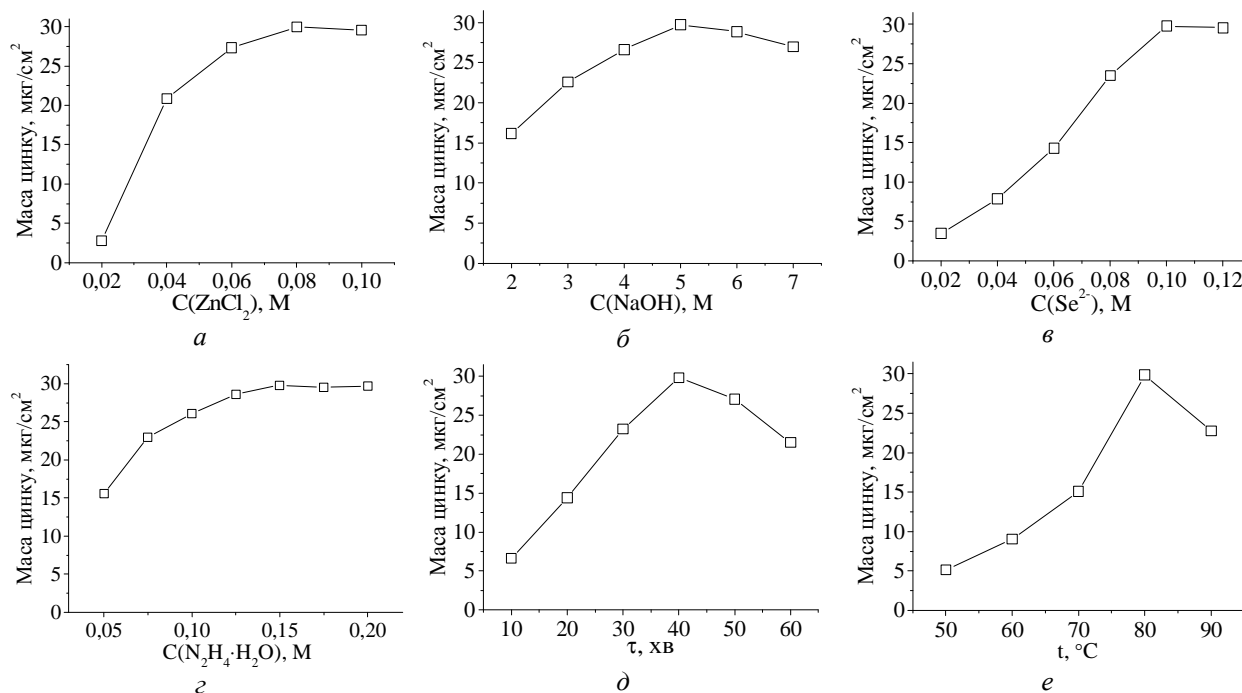 Маса цинку, мкг/см²
30
25
20
15
10
5
0
0,02 0,04 0,06 0,08 0,10
C(ZnCl₂), М
а
Маса цинку, мкг/см²
30
25
20
15
10
5
0
2 3 4 5 6 7
C(NaOH), М
б
Маса цинку, мкг/см²
30
25
20
15
10
5
0
0,02 0,04 0,06 0,08 0,10 0,12
C(Se²⁻), М
в
Маса цинку, мкг/см²
30
25
20
15
10
5
0
0,05 0,10 0,15 0,20
C(N₂H₄·H₂O), М
г
Маса цинку, мкг/см²
30
25
20
15
10
5
0
10 20 30 40 50 60
τ, хв
д
Маса цинку, мкг/см²
30
25
20
15
10
5
0
50 60 70 80 90
t, °C
е